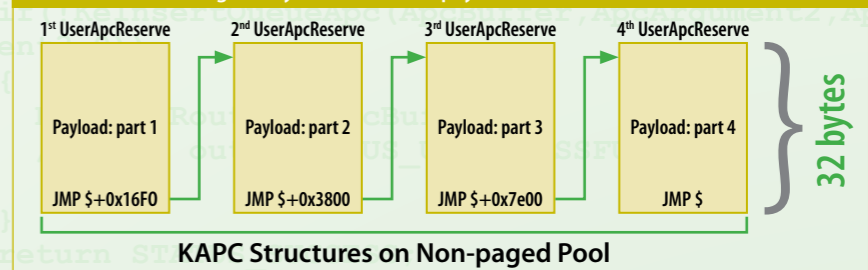 1st UserApcReserve
2nd UserApcReserve
3rd UserApcReserve
4th UserApcReserve
Payload: part 1
Payload: part 2
Payload: part 3
Payload: part 4
JMP $+0x16F0
JMP $+0x3800
JMP $+0x7e00
JMP $
32 bytes
KAPC Structures on Non-paged Pool